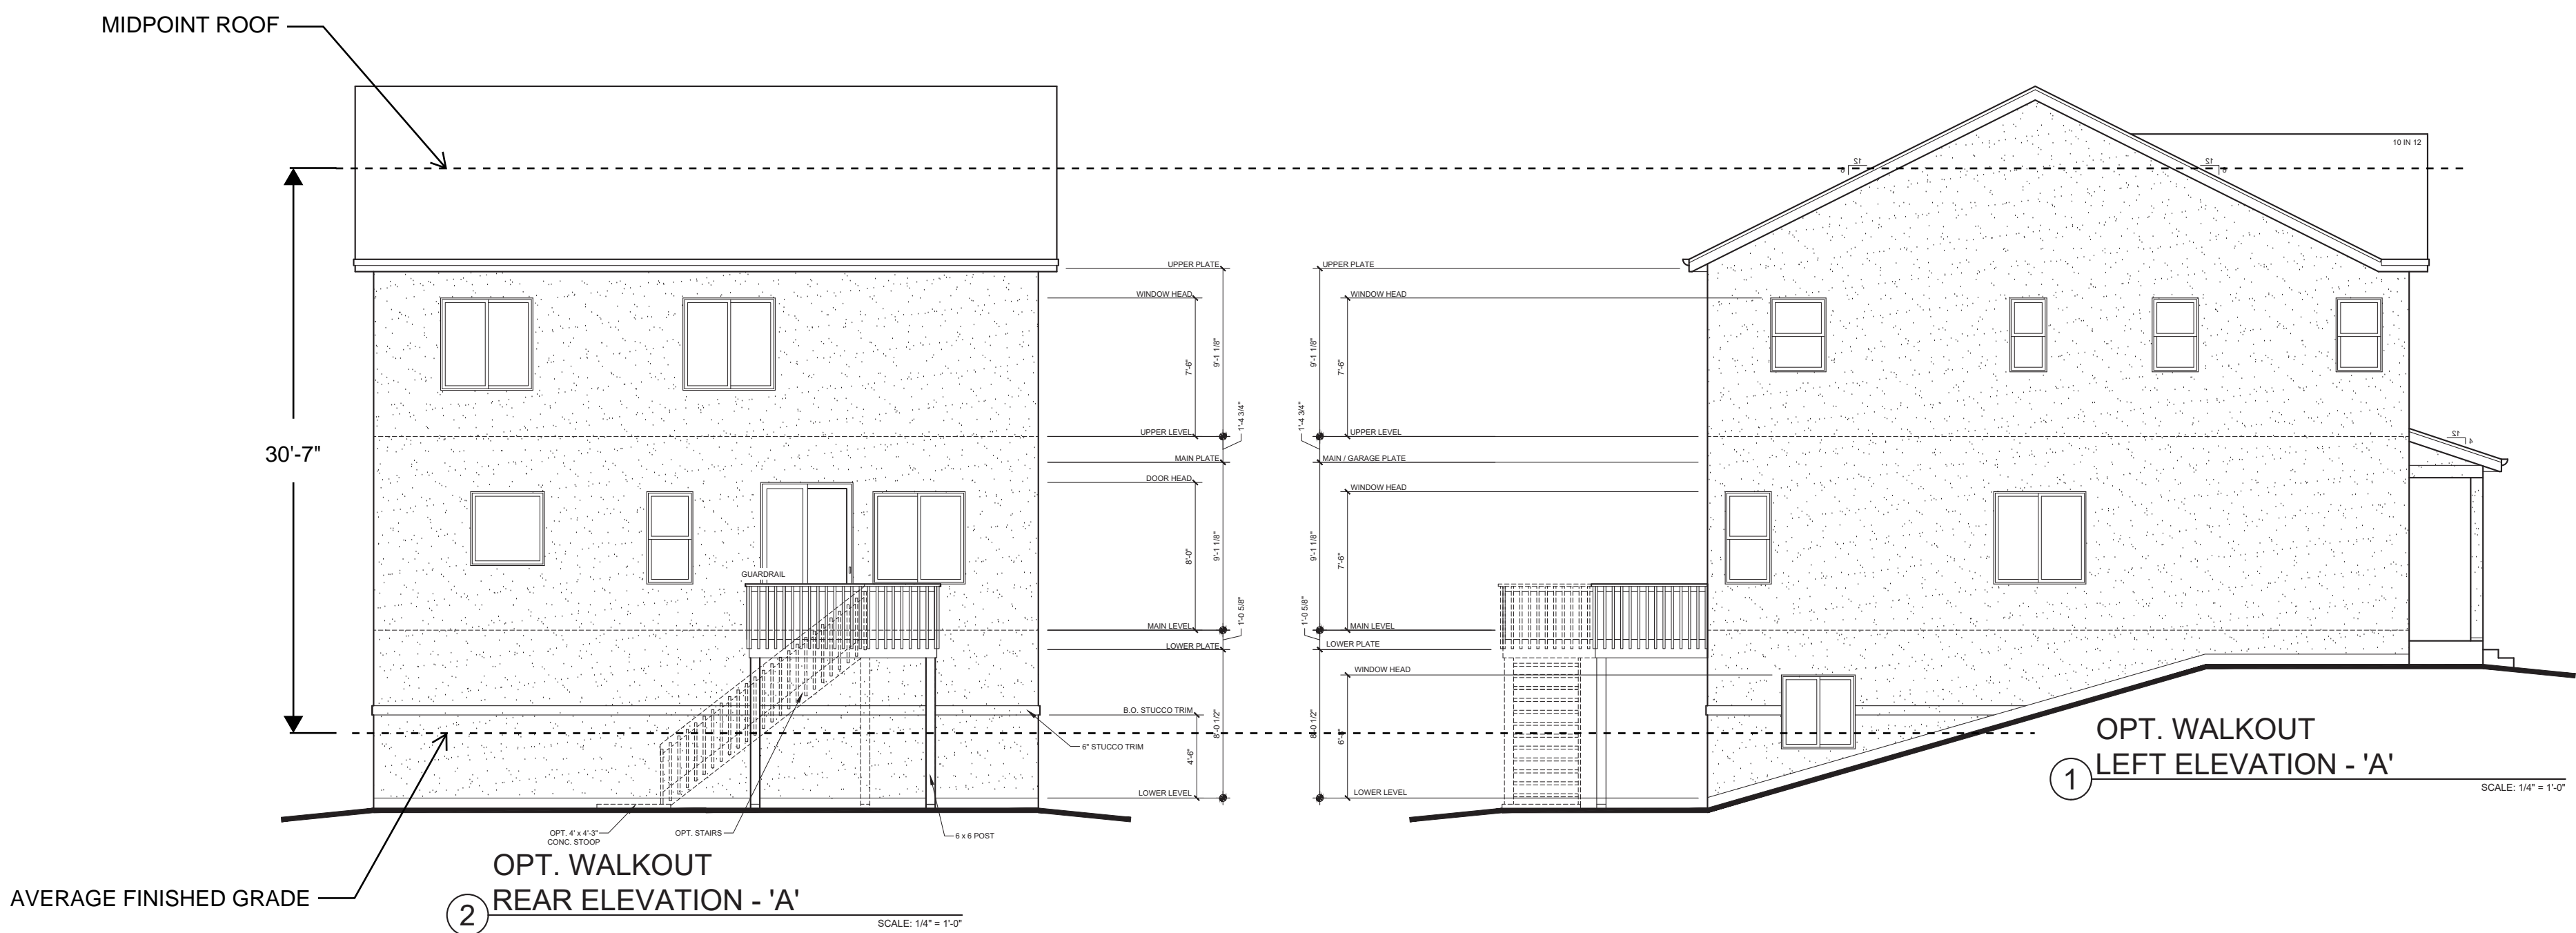 MIDPOINT ROOF
30'-7"
AVERAGE FINISHED GRADE
UPPER PLATE
WINDOW HEAD
7'-6"
9'-1 1/8"
1'-4 3/4"
UPPER LEVEL
MAIN PLATE
DOOR HEAD
8'-0"
9'-1 1/8"
1'-0 5/8"
MAIN LEVEL
LOWER PLATE
B.O. STUCCO TRIM
8'-0 1/2"
4'-6"
6" STUCCO TRIM
LOWER LEVEL
GUARDRAIL
OPT. 4' x 4'-3"
CONC. STOOP
OPT. STAIRS
6 x 6 POST
OPT. WALKOUT
2 REAR ELEVATION - 'A'
SCALE: 1/4" = 1'-0"
UPPER PLATE
WINDOW HEAD
9'-1 1/8"
7'-6"
1'-4 3/4"
UPPER LEVEL
MAIN / GARAGE PLATE
WINDOW HEAD
9'-1 1/8"
7'-6"
1'-0 5/8"
MAIN LEVEL
LOWER PLATE
WINDOW HEAD
8'-0 1/2"
LOWER LEVEL
12
12
10 IN 12
12
4
OPT. WALKOUT
1 LEFT ELEVATION - 'A'
SCALE: 1/4" = 1'-0"